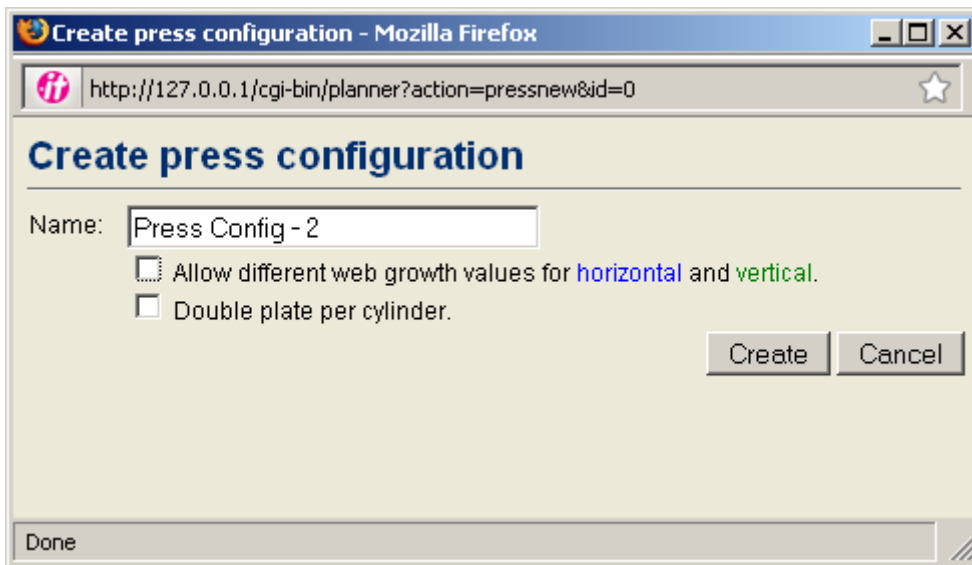 Create press configuration - Mozilla Firefox
it http://127.0.0.1/cgi-bin/planner?action=pressnew&id=0
Create press configuration
Name: Press Config - 2
Allow different web growth values for horizontal and vertical.
Double plate per cylinder.
Create Cancel
Done